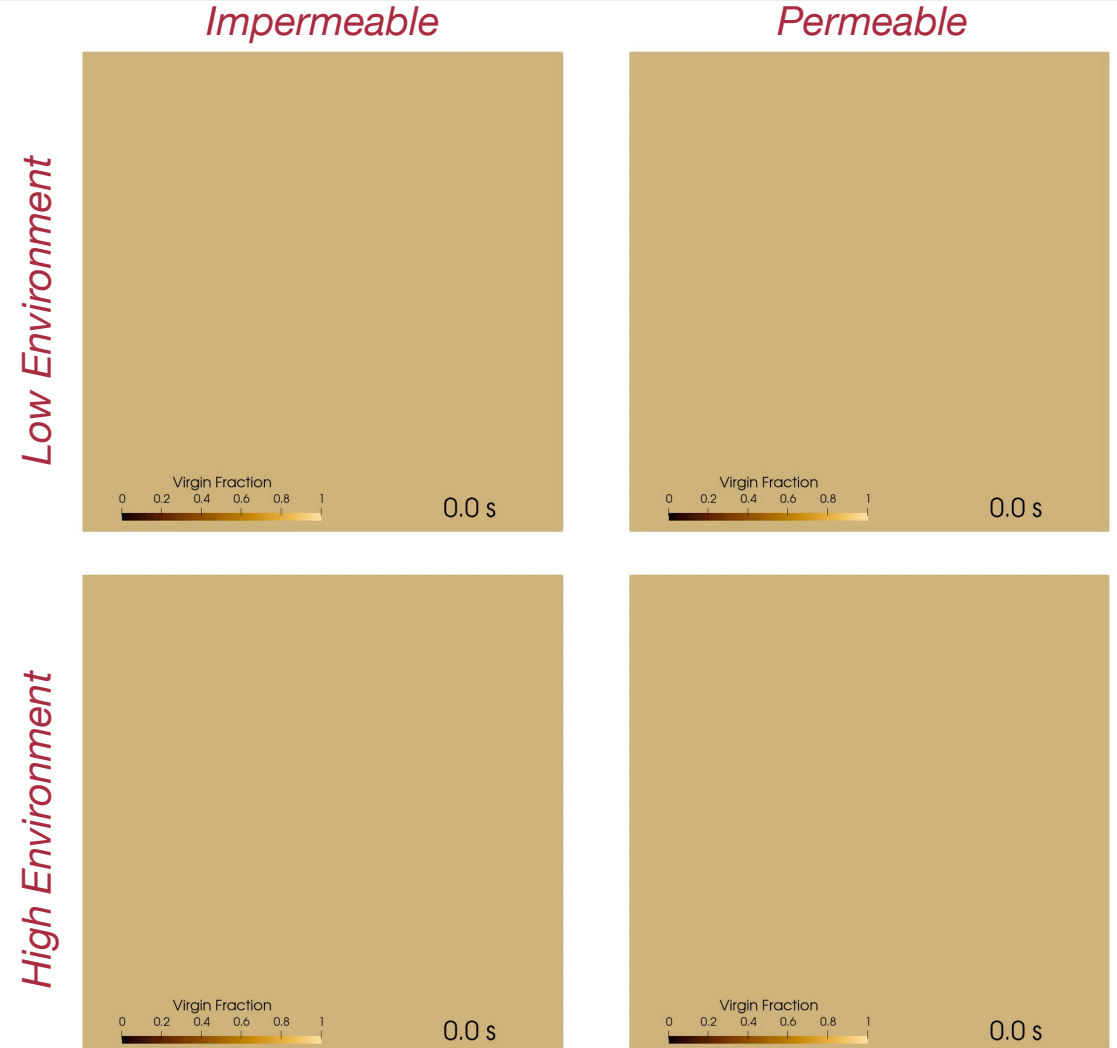 Impermeable
Permeable
Low Environment
Virgin Fraction
0 0.2 0.4 0.6 0.8 1
0.0 s
Virgin Fraction
0 0.2 0.4 0.6 0.8 1
0.0 s
High Environment
Virgin Fraction
0 0.2 0.4 0.6 0.8 1
0.0 s
Virgin Fraction
0 0.2 0.4 0.6 0.8 1
0.0 s